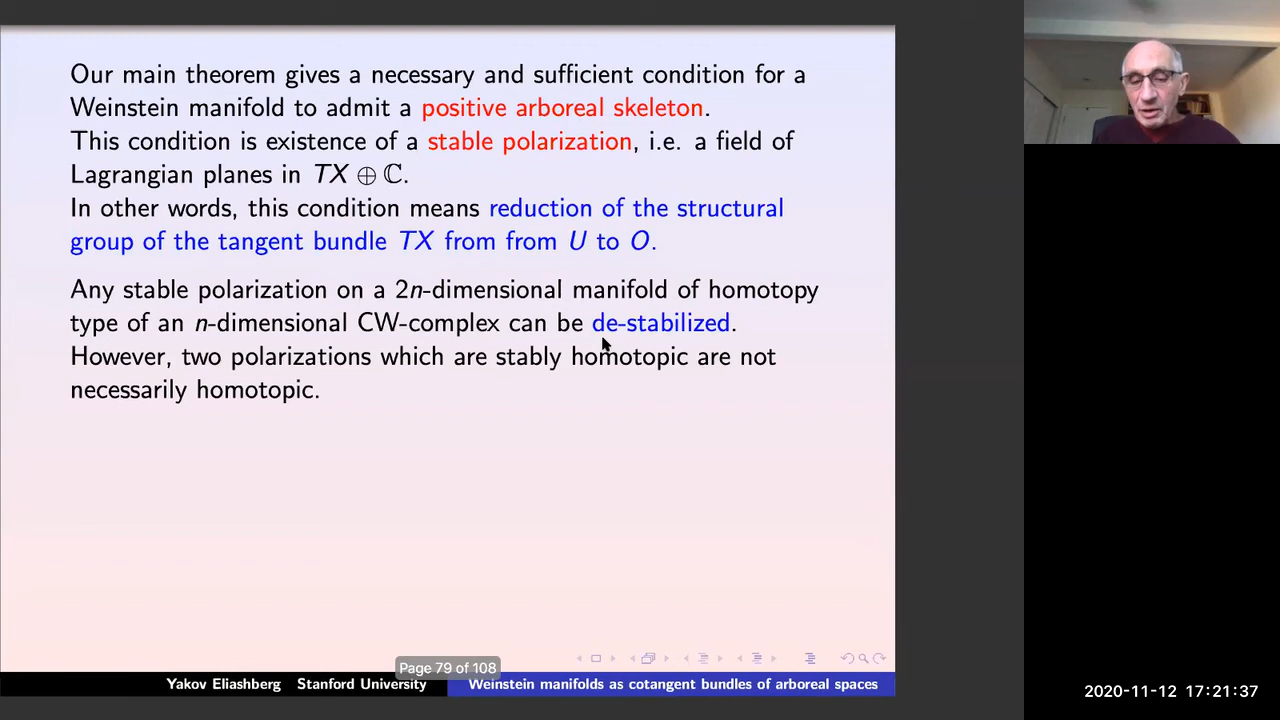 Our main theorem gives a necessary and sufficient condition for a
Weinstein manifold to admit a positive arboreal skeleton.
This condition is existence of a stable polarization, i.e. a field of
Lagrangian planes in TX ⊕ ℂ.
In other words, this condition means reduction of the structural
group of the tangent bundle TX from from U to O.
Any stable polarization on a 2n-dimensional manifold of homotopy
type of an n-dimensional CW-complex can be de-stabilized.
However, two polarizations which are stably homotopic are not
necessarily homotopic.
Page 79 of 108
Yakov Eliashberg Stanford University
Weinstein manifolds as cotangent bundles of arboreal spaces
2020-11-12 17:21:37